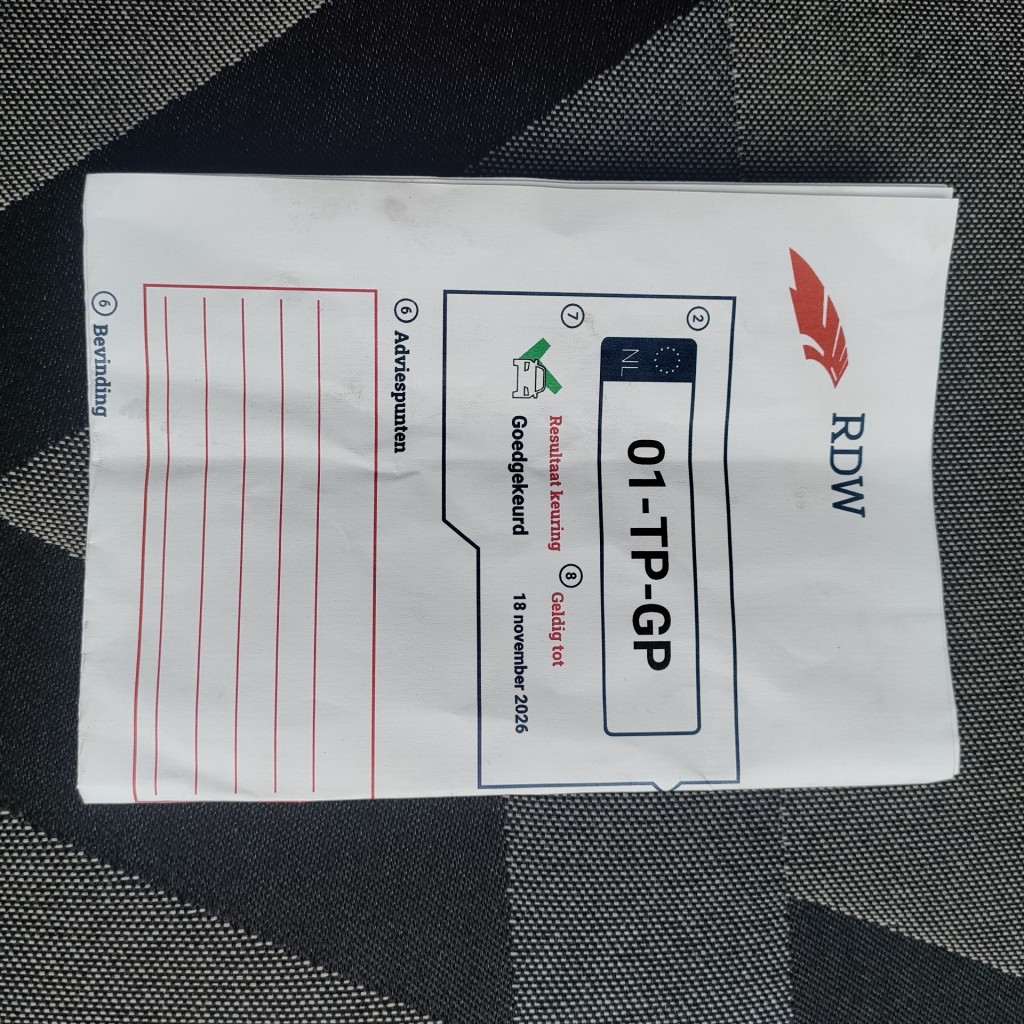 RDW
2
NL
01-TP-GP
7 Resultaat keuring
Goedgekeurd
8 Geldig tot
18 november 2026
6 Adviespunten
6 Bevinding